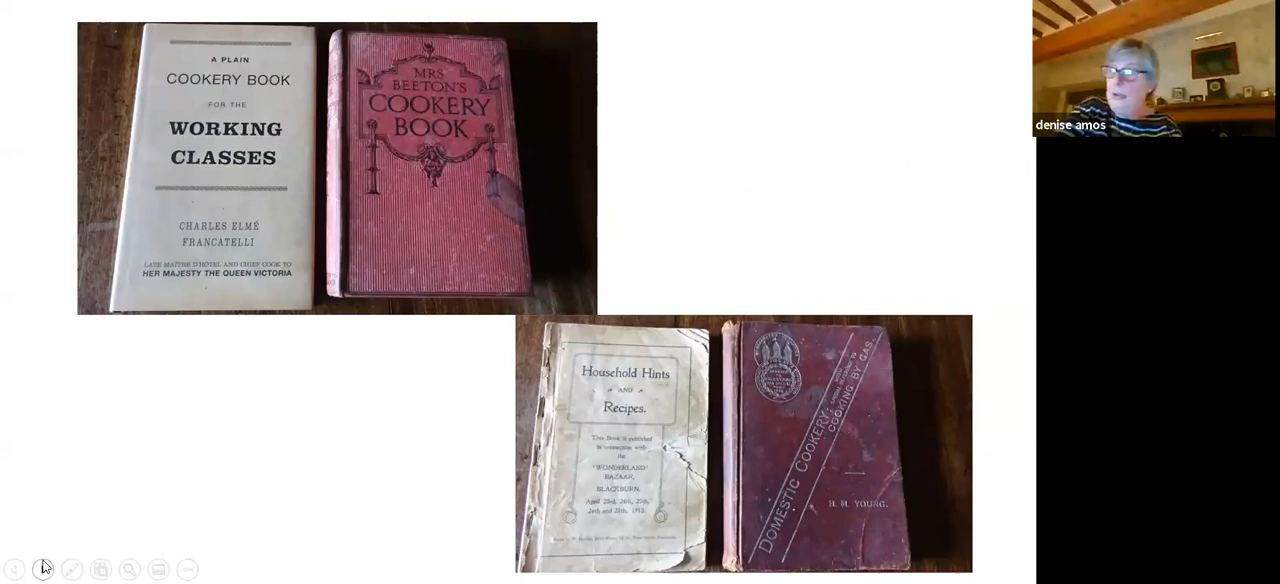 A PLAIN
COOKERY BOOK
FOR THE
WORKING
CLASSES
CHARLES ELMÉ
FRANCATELLI
LATE MAITRE D'HOTEL AND CHIEF COOK TO
HER MAJESTY THE QUEEN VICTORIA
MRS
BEETON'S
COOKERY
BOOK
denise amos
Household Hints
AND
Recipes.
This Book is published
in connection with
the
'WONDERLAND'
BAZAAR,
BLACKBURN,
DOMESTIC COOKERY
COOKING BY GAS.
H. M. YOUNG.